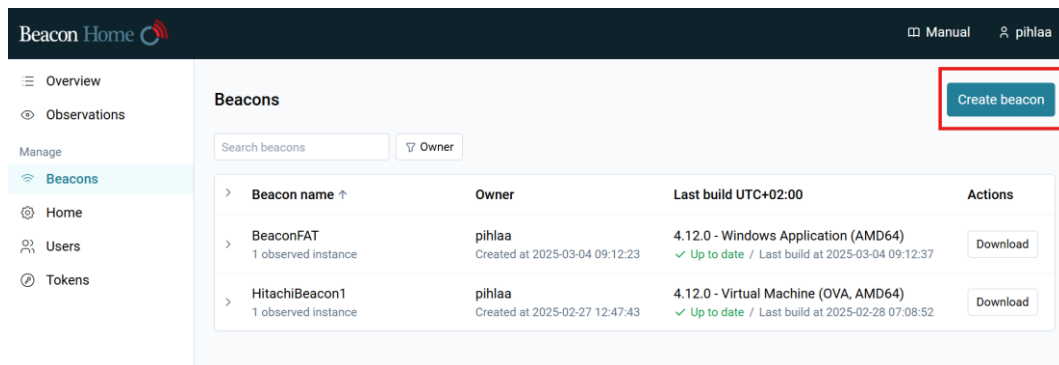 Beacon Home
Manual
pihlaa
Overview
Observations
Manage
Beacons
Home
Users
Tokens
Beacons
Create beacon
Search beacons
Owner
Beacon name ↑ Owner Last build UTC+02:00 Actions
BeaconFAT pihlaa 4.12.0 - Windows Application (AMD64) Download
1 observed instance Created at 2025-03-04 09:12:23 ✓ Up to date / Last build at 2025-03-04 09:12:37
HitachiBeacon1 pihlaa 4.12.0 - Virtual Machine (OVA, AMD64) Download
1 observed instance Created at 2025-02-27 12:47:43 ✓ Up to date / Last build at 2025-02-28 07:08:52